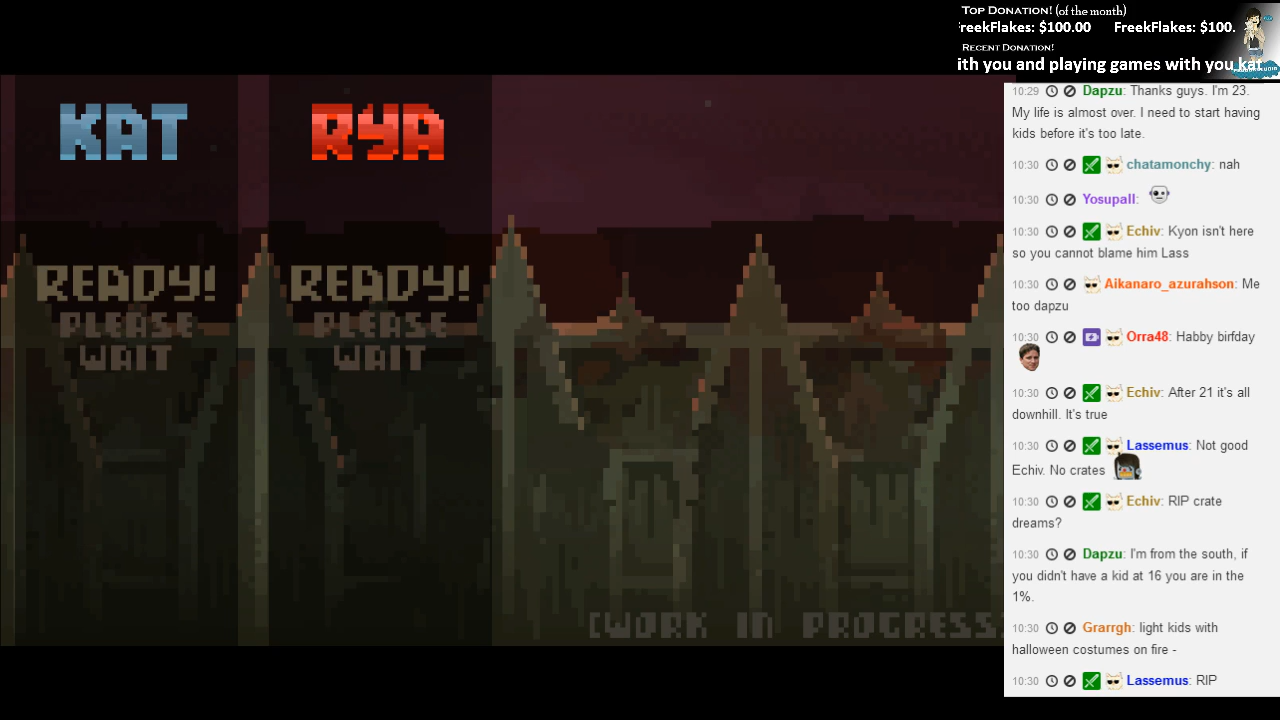 TOP DONATION! (of the month)
FreekFlakes: $100.00 FreekFlakes: $100.
RECENT DONATION!
ith you and playing games with you kat
KAT
RYA
READY!
PLEASE
WAIT
READY!
PLEASE
WAIT
(WORK IN PROGRESS
10:29 Dapzu: Thanks guys. I'm 23.
My life is almost over. I need to start having
kids before it's too late.
10:30 chatamonchy: nah
10:30 Yosupall:
10:30 Echiv: Kyon isn't here
so you cannot blame him Lass
10:30 Aikanaro_azurahson: Me
too dapzu
10:30 Orra48: Habby birfday
10:30 Echiv: After 21 it's all
downhill. It's true
10:30 Lassemus: Not good
Echiv. No crates
10:30 Echiv: RIP crate
dreams?
10:30 Dapzu: I'm from the south, if
you didn't have a kid at 16 you are in the
1%.
10:30 Grarrgh: light kids with
halloween costumes on fire -
10:30 Lassemus: RIP